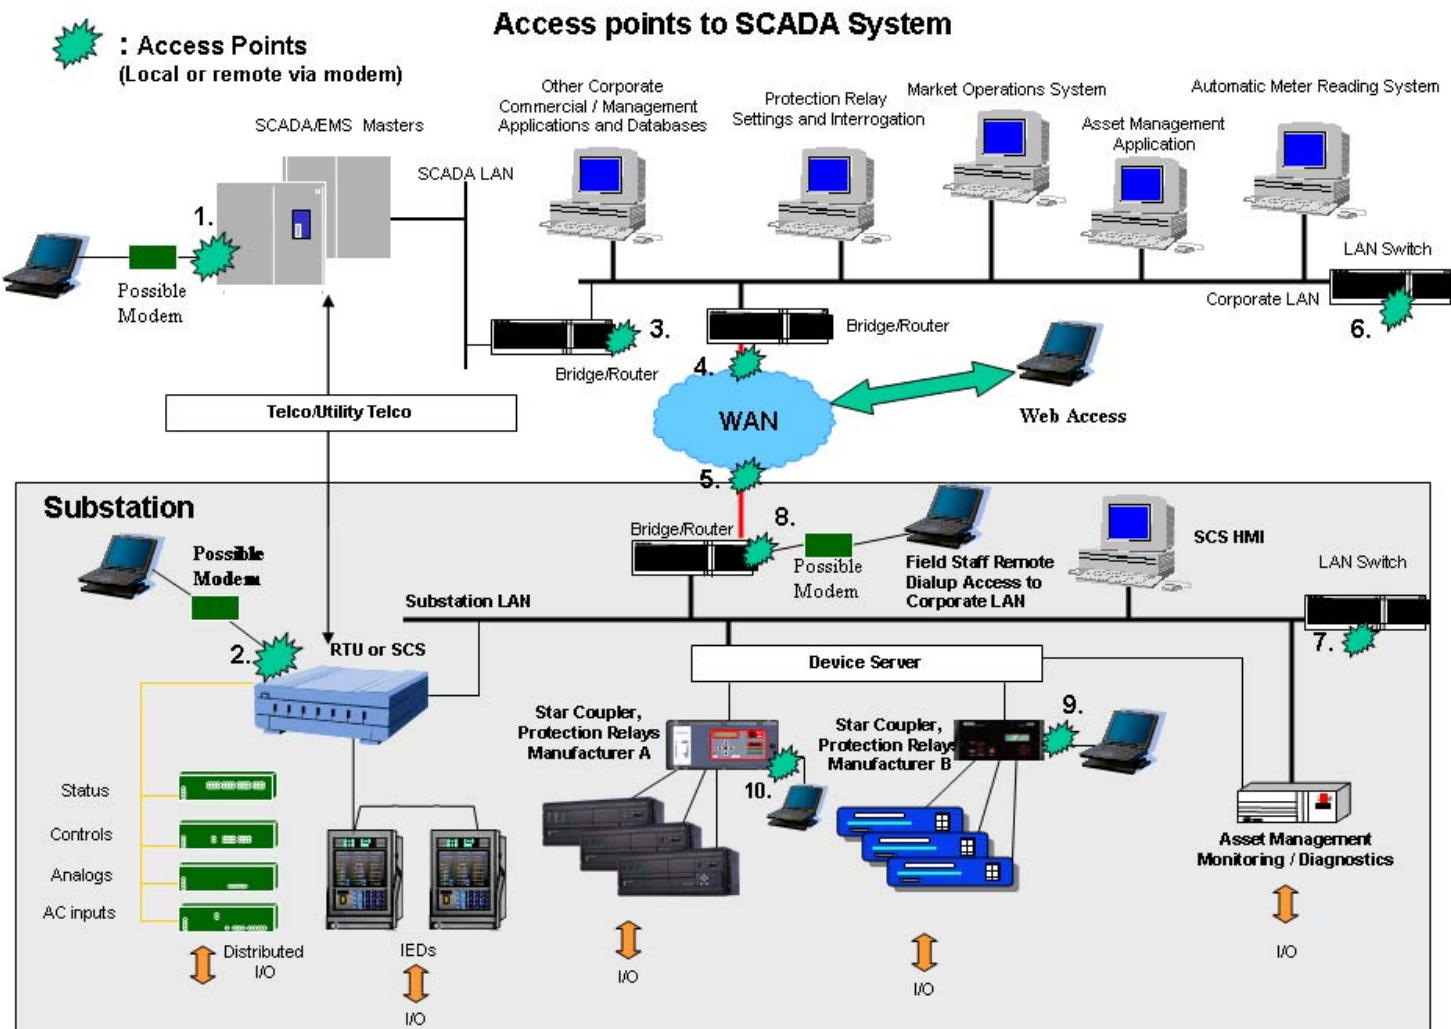 Access points to SCADA System
: Access Points
(Local or remote via modem)
SCADA/EMS Masters
SCADA LAN
Other Corporate
Commercial / Management
Applications and Databases
Protection Relay
Settings and Interrogation
Market Operations System
Asset Management
Application
Automatic Meter Reading System
1.
Possible
Modem
LAN Switch
Corporate LAN
6.
3.
Bridge/Router
Bridge/Router
4.
Telco/Utility Telco
WAN
Web Access
5.
Substation
Possible
Modem
Bridge/Router
8.
Possible
Modem
Field Staff Remote
Dialup Access to
Corporate LAN
SCS HMI
LAN Switch
7.
Substation LAN
2.
RTU or SCS
Device Server
Star Coupler,
Protection Relays
Manufacturer A
10.
Star Coupler,
Protection Relays
Manufacturer B
9.
Status
Controls
Analogs
AC inputs
Distributed
I/O
IEDs
I/O
I/O
I/O
Asset Management
Monitoring / Diagnostics
I/O